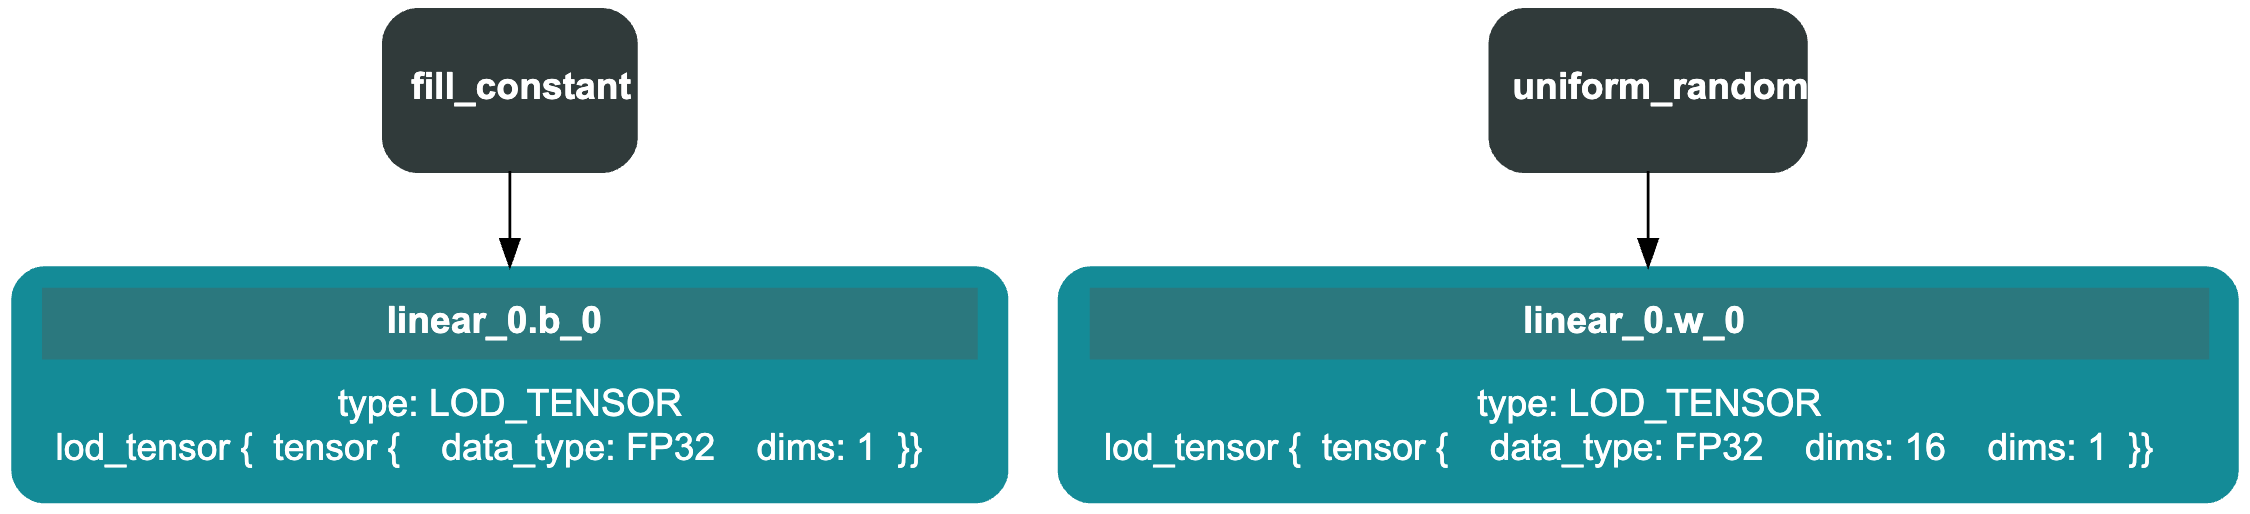 fill_constant
uniform_random
linear_0.b_0
type: LOD_TENSOR
lod_tensor {  tensor {    data_type: FP32    dims: 1  }}
linear_0.w_0
type: LOD_TENSOR
lod_tensor {  tensor {    data_type: FP32    dims: 16    dims: 1  }}